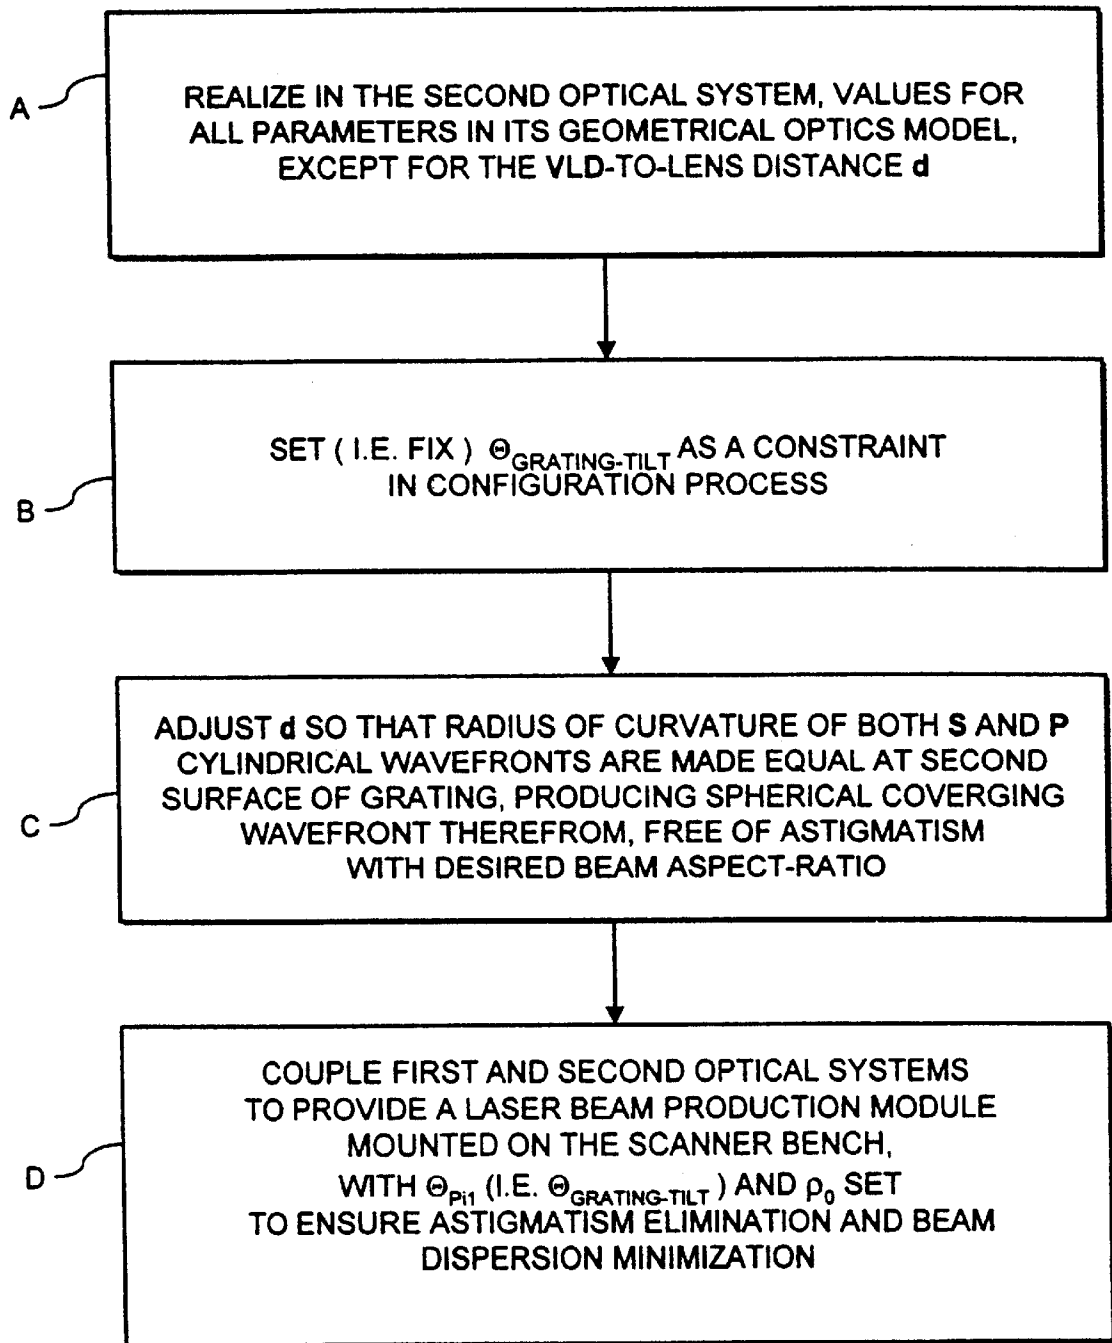 A
REALIZE IN THE SECOND OPTICAL SYSTEM, VALUES FOR
ALL PARAMETERS IN ITS GEOMETRICAL OPTICS MODEL,
EXCEPT FOR THE VLD-TO-LENS DISTANCE d
B
SET ( I.E. FIX ) Θ_GRATING-TILT AS A CONSTRAINT
IN CONFIGURATION PROCESS
C
ADJUST d SO THAT RADIUS OF CURVATURE OF BOTH S AND P
CYLINDRICAL WAVEFRONTS ARE MADE EQUAL AT SECOND
SURFACE OF GRATING, PRODUCING SPHERICAL COVERGING
WAVEFRONT THEREFROM, FREE OF ASTIGMATISM
WITH DESIRED BEAM ASPECT-RATIO
D
COUPLE FIRST AND SECOND OPTICAL SYSTEMS
TO PROVIDE A LASER BEAM PRODUCTION MODULE
MOUNTED ON THE SCANNER BENCH,
WITH Θ_Pi1 (I.E. Θ_GRATING-TILT ) AND ρ_0 SET
TO ENSURE ASTIGMATISM ELIMINATION AND BEAM
DISPERSION MINIMIZATION